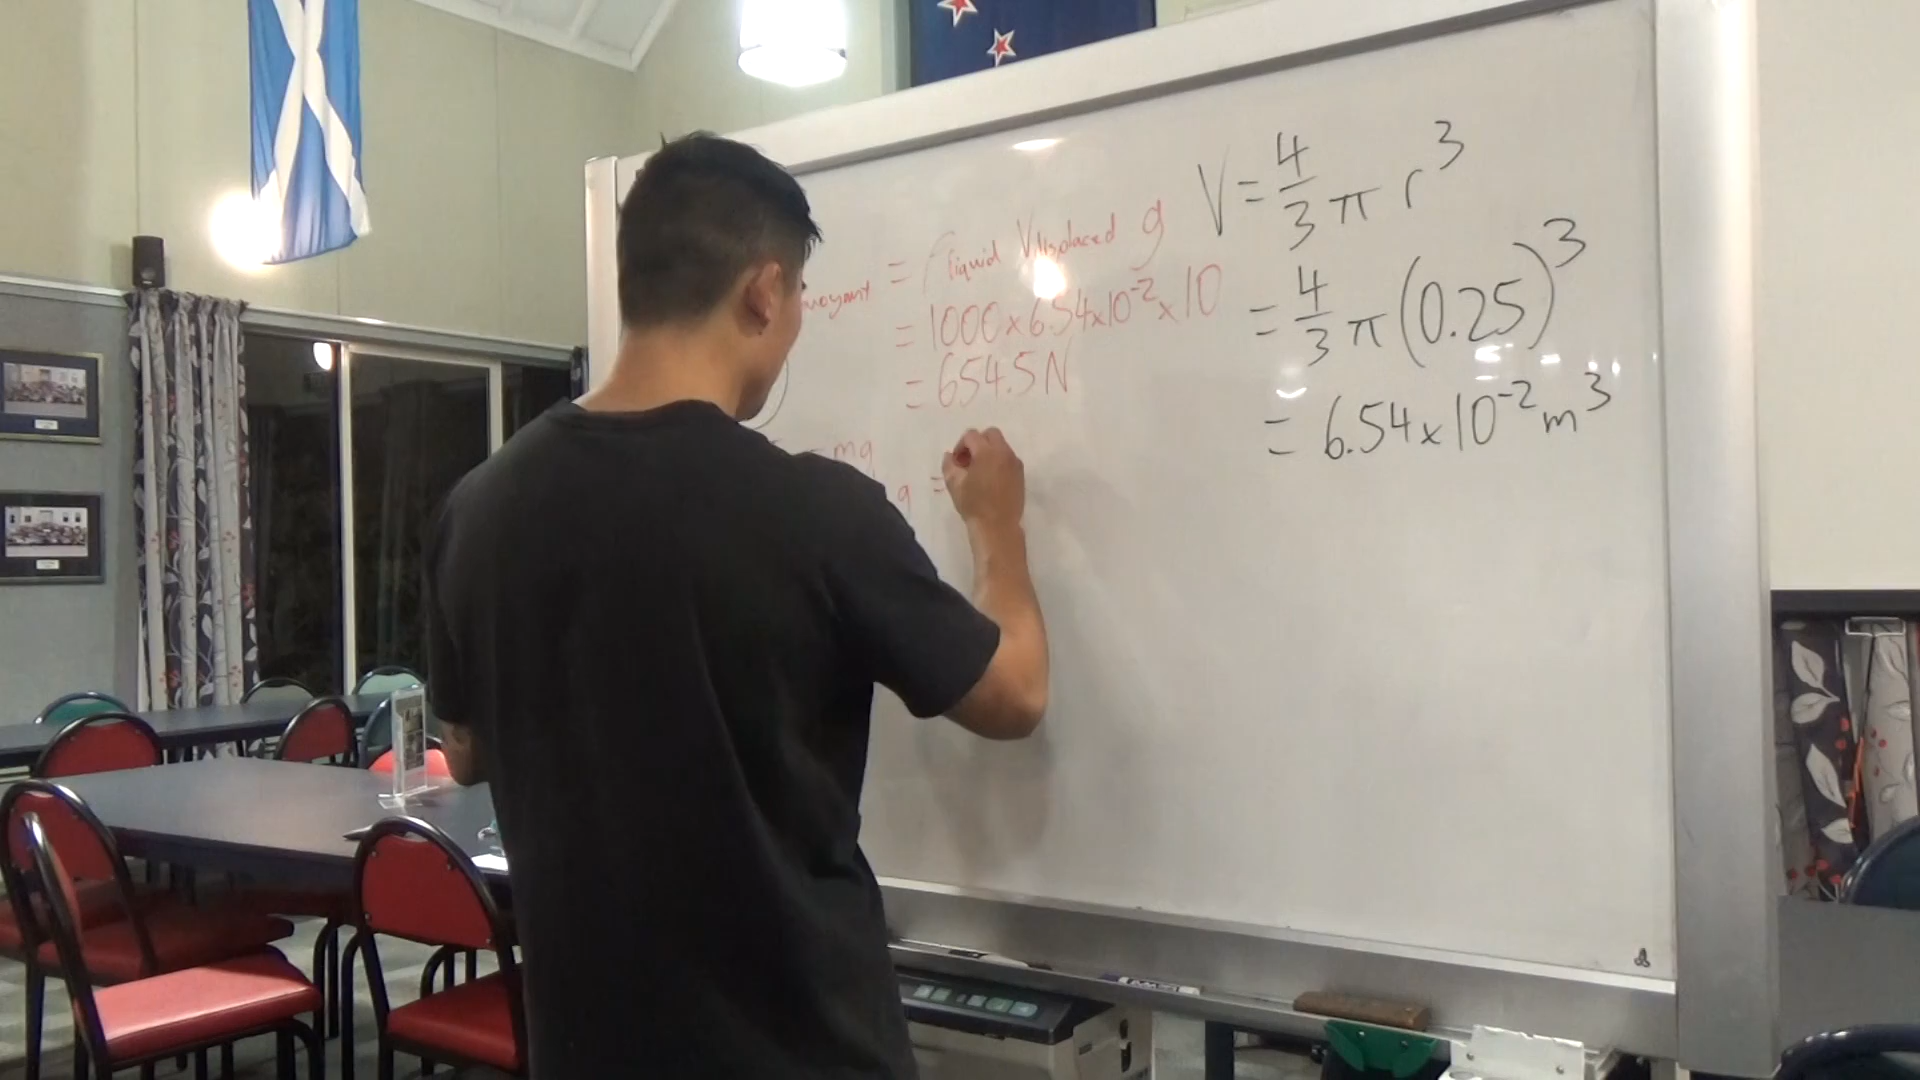 = ρliquid Vdisplaced g
= 1000 x 6.54 x 10⁻² x 10
= 654.5 N
mg
g =
V = 4/3 π r³
= 4/3 π (0.25)³
= 6.54 x 10⁻² m³